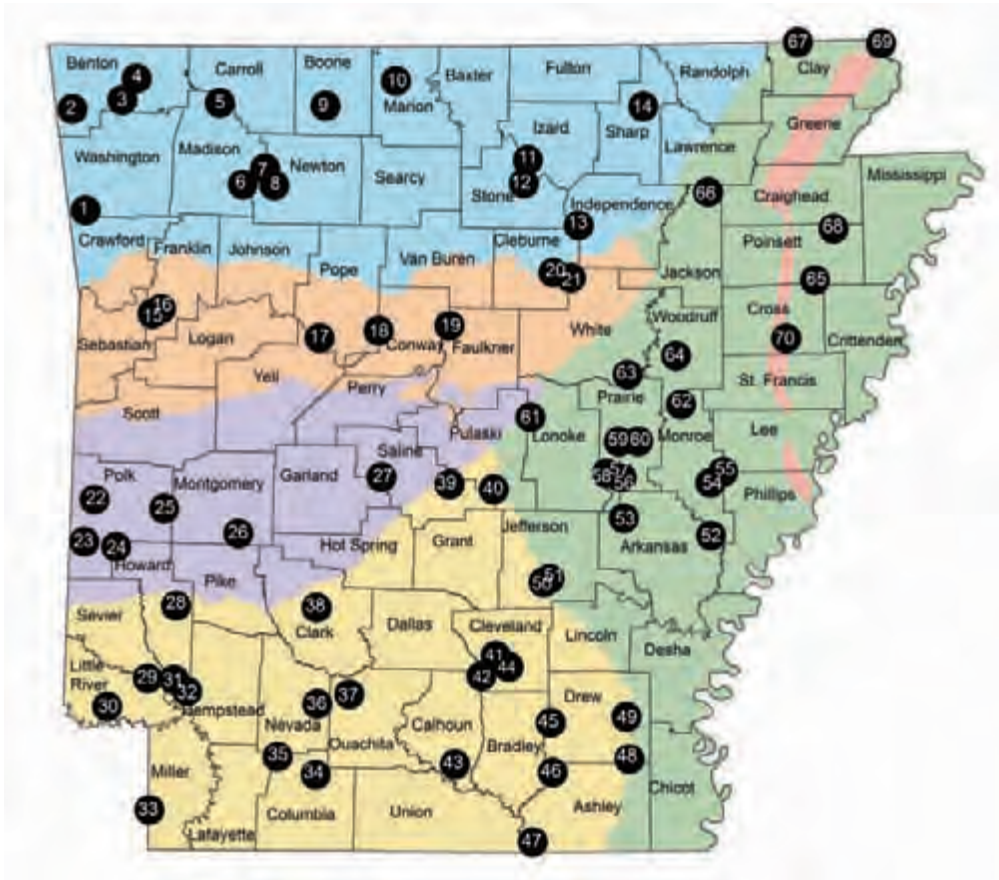 67
69
Benton
4
Carroll
Boone
10
Baxter
Fulton
Randolph
Clay
2
3
5
9
Marion
14
Greene
Washington
Madison
7
Newton
Izard
Sharp
Lawrence
11
6
8
Searcy
Stone
12
Mississippi
1
Independence
66
Craighead
13
68
Crawford
Franklin
Johnson
Pope
Van Buren
Cleburne
Poinsett
20
21
Jackson
65
16
15
Logan
17
18
19
White
Woodruff
Cross
Sebastian
Conway
Faulkner
70
Crittenden
64
Yell
Perry
63
St. Francis
Scott
Prairie
62
61
Pulaski
Lonoke
59
60
Monroe
Lee
Saline
Polk
Montgomery
Garland
27
39
40
58
57
56
55
54
Phillips
22
25
53
23
24
26
Hot Spring
Grant
Jefferson
Arkansas
52
Howard
Pike
50
51
28
38
Sevier
Clark
Dallas
Cleveland
Lincoln
Desha
Little
River
29
31
32
41
44
42
30
Hempstead
36
37
Nevada
Calhoun
Drew
45
49
35
Ouachita
Bradley
34
43
46
48
Miller
Chicot
33
Columbia
Union
Ashley
Lafayette
47